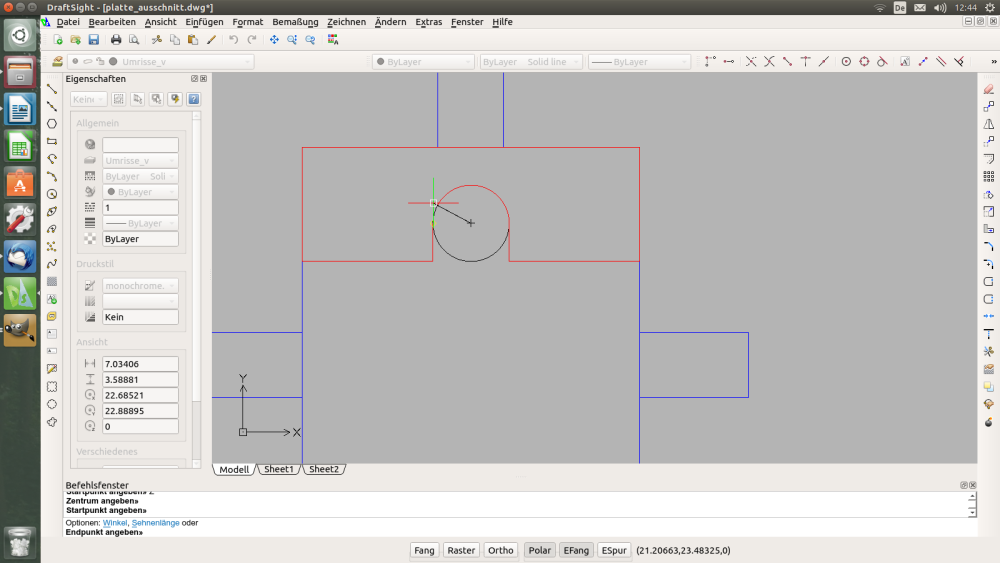 DraftSight - [platte_ausschnitt.dwg*]
De
12:44
Datei Bearbeiten Ansicht Einfügen Format Bemaßung Zeichnen Ändern Extras Fenster Hilfe
Umrisse_v
ByLayer
ByLayer Solid line
ByLayer
»
Eigenschaften
Kein
Allgemein
Umrisse_v
ByLayer Soli
ByLayer
1
ByLayer
ByLayer
Druckstil
monochrome.
Kein
Ansicht
7.03406
3.58881
22.68521
22.88895
0
Verschiedenes
Y
X
Modell Sheet1 Sheet2
Befehlsfenster
Startpunkt angeben» Z
Zentrum angeben»
Startpunkt angeben»
Optionen: Winkel, Sehnenlänge oder
Endpunkt angeben»
Fang Raster Ortho Polar EFang ESpur (21.20663,23.48325,0)